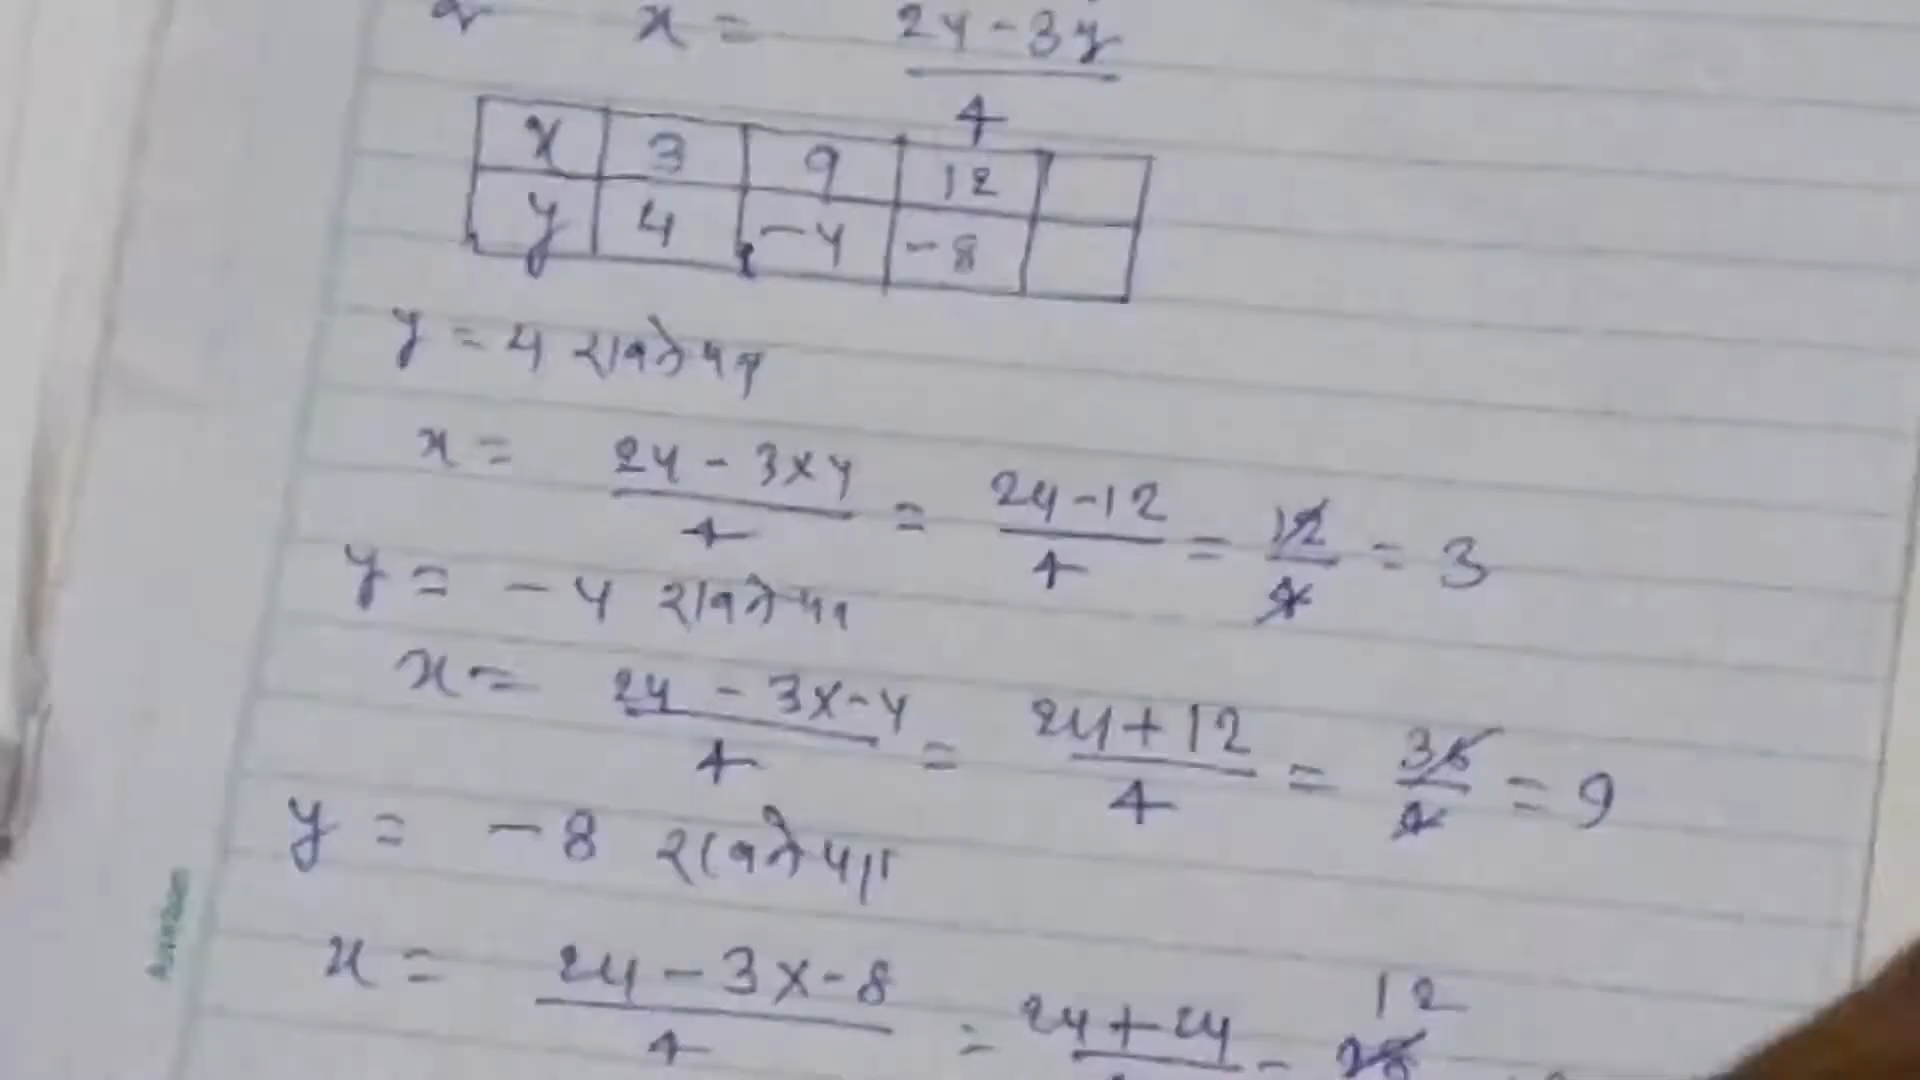 x = 24 - 3y / 4
x 3 9 12
y 4 -4 -8
y = 4 रखने पर
x = 24 - 3×4 / 4 = 24 - 12 / 4 = 12 / 4 = 3
y = -4 रखने पर
x = 24 - 3×-4 / 4 = 24 + 12 / 4 = 36 / 4 = 9
y = -8 रखने पर
x = 24 - 3×-8 / 4 = 24 + 24
12